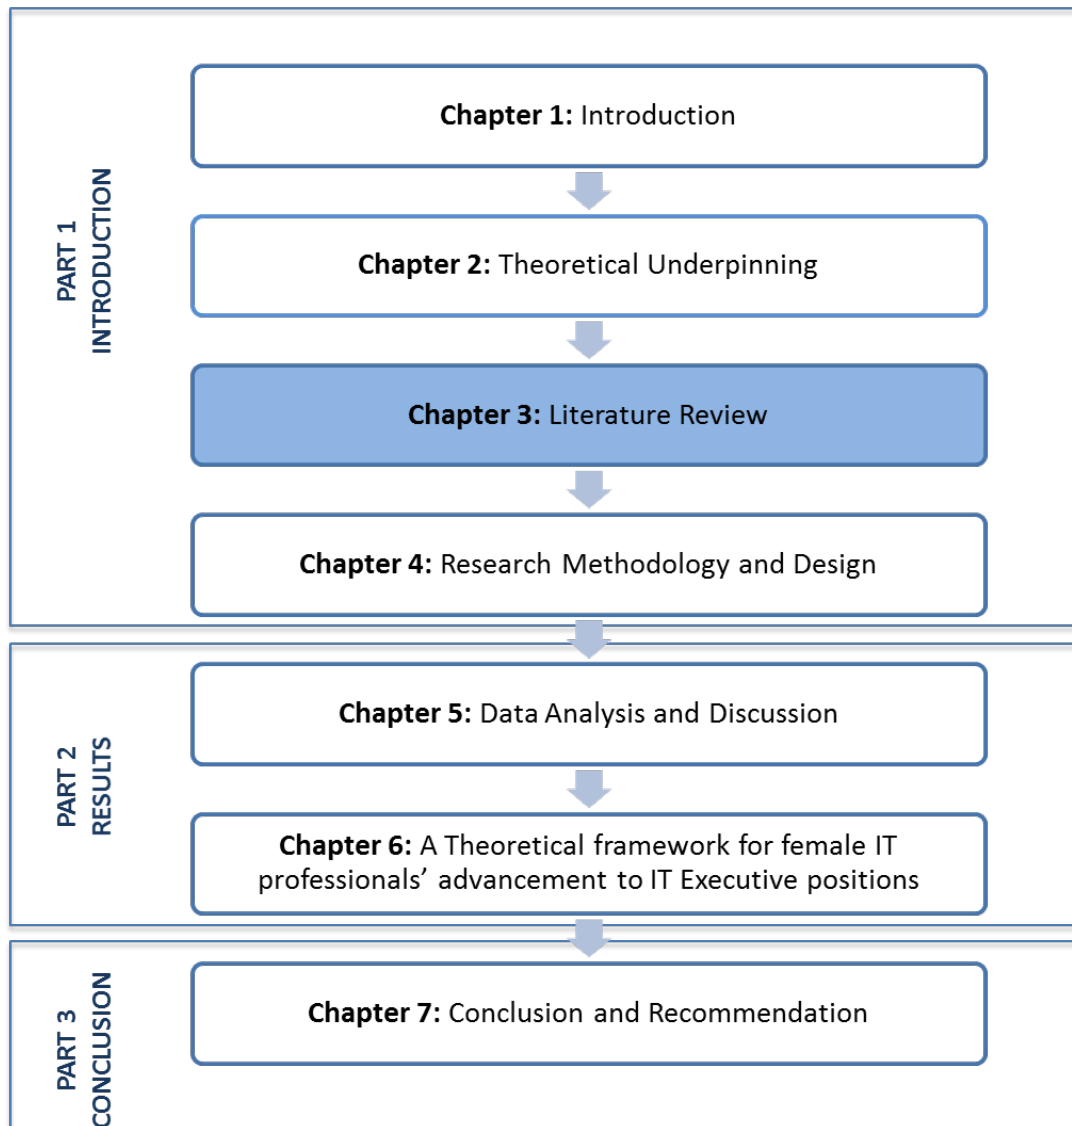 PART 1
INTRODUCTION
Chapter 1: Introduction
Chapter 2: Theoretical Underpinning
Chapter 3: Literature Review
Chapter 4: Research Methodology and Design
PART 2
RESULTS
Chapter 5: Data Analysis and Discussion
Chapter 6: A Theoretical framework for female IT
professionals’ advancement to IT Executive positions
PART 3
CONCLUSION
Chapter 7: Conclusion and Recommendation